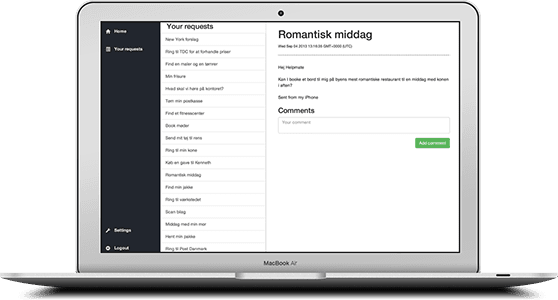 Home
Your requests
Settings
Logout
Your requests
New York forslag
Ring til TDC for at forhandle priser
Find en maler og en tømrer
Min frisure
Hvad skal vi have på kontoret?
Tøm min postkasse
Find et fitnesscenter
Book møder
Send mit tøj til rens
Ring til min kone
Køb en gave til Kenneth
Romantisk middag
Find min jakke
Ring til værkstedet
Scan bilag
Middag med min mor
Hent min pakke
Ring til Post Danmark
Romantisk middag
Wed Sep 04 2013 13:14:20 GMT+0000 (UTC)
Hej Helpmate
Kan I booke et bord til mig på byens mest romantiske restaurant til en middag med konen
i aften?
Sent from my iPhone
Comments
Your comment
Add comment
MacBook Air